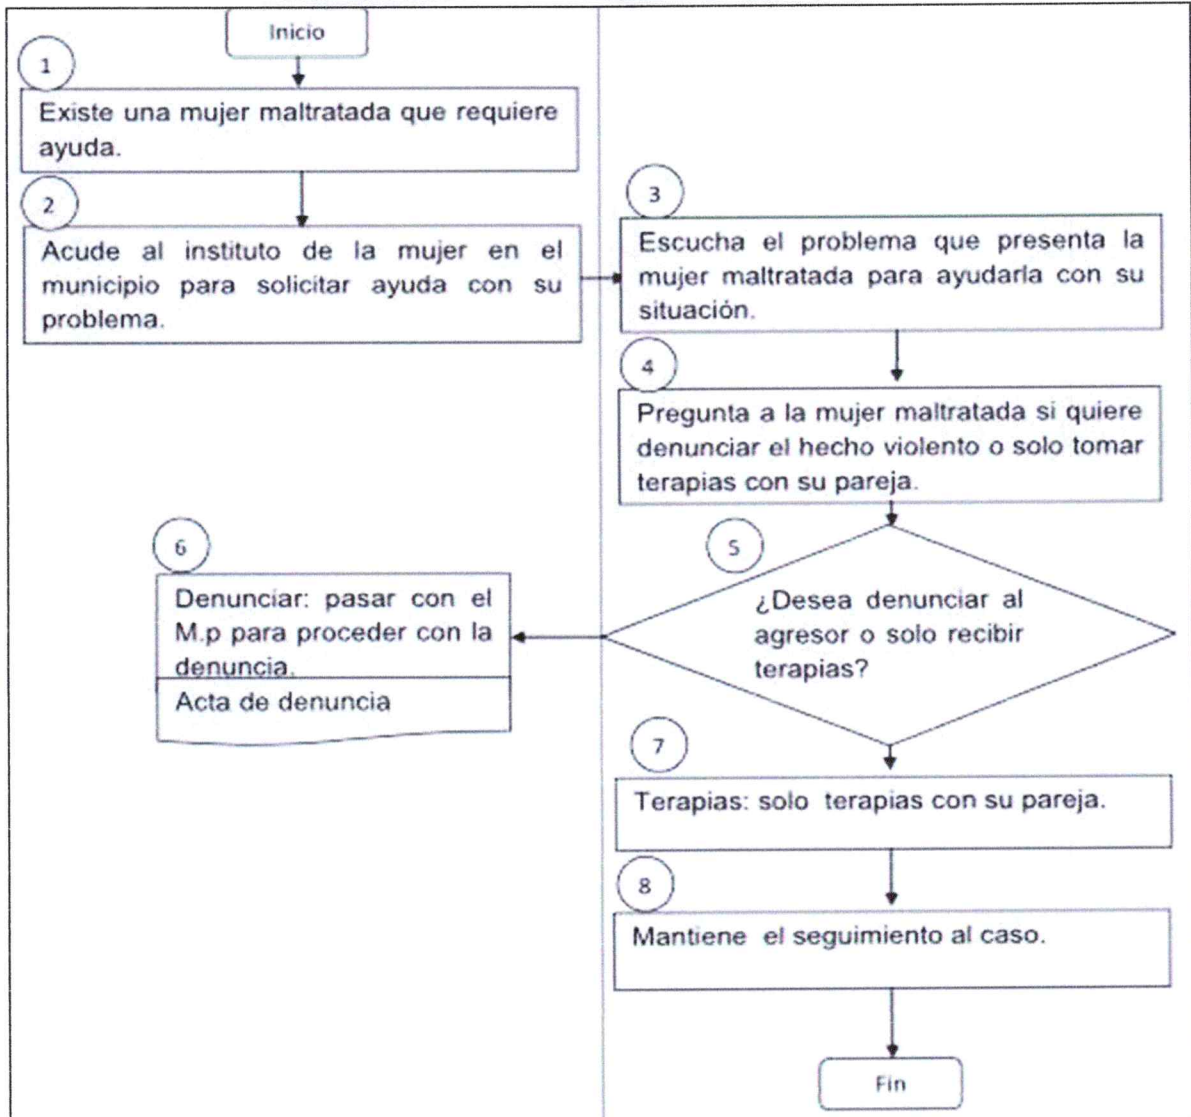 Inicio
1
Existe una mujer maltratada que requiere
ayuda.
2
Acude al instituto de la mujer en el
municipio para solicitar ayuda con su
problema.
3
Escucha el problema que presenta la
mujer maltratada para ayudarla con su
situación.
4
Pregunta a la mujer maltratada si quiere
denunciar el hecho violento o solo tomar
terapias con su pareja.
5
¿Desea denunciar al
agresor o solo recibir
terapias?
6
Denunciar: pasar con el
M.p para proceder con la
denuncia.
Acta de denuncia
7
Terapias: solo terapias con su pareja.
8
Mantiene el seguimiento al caso.
Fin